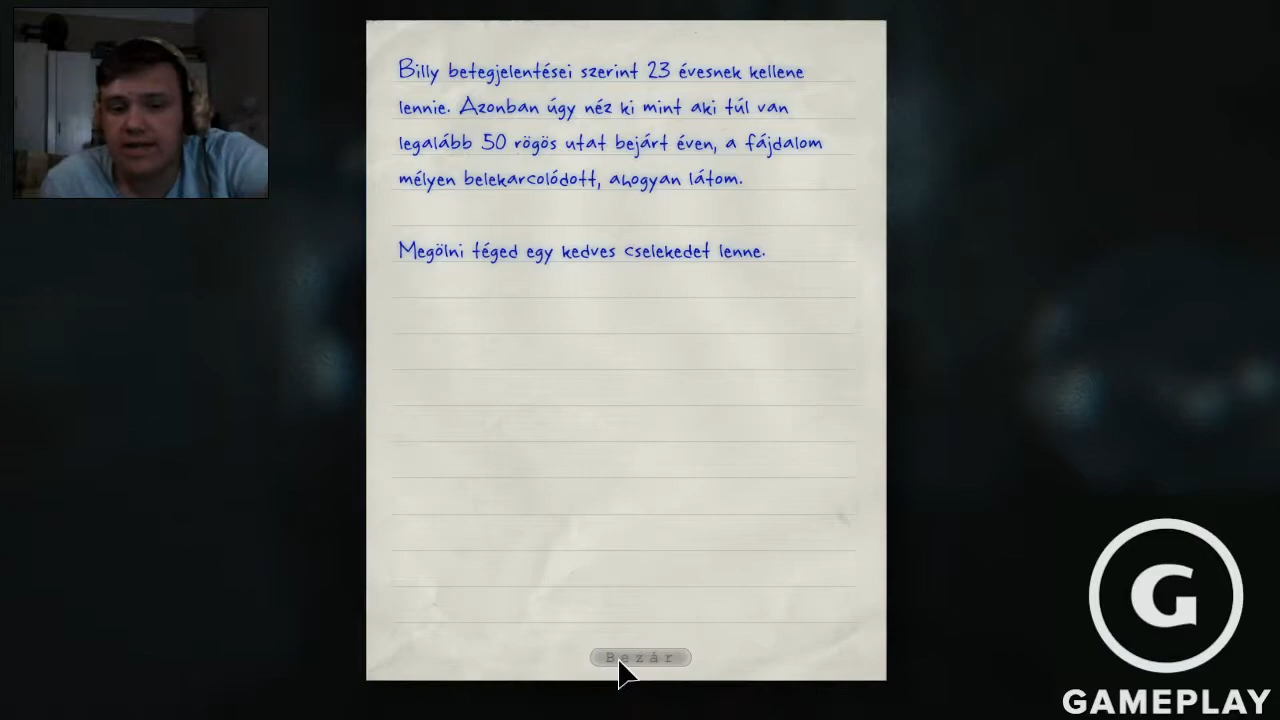 Billy betegjelentései szerint 23 évesnek kellene
lennie. Azonban úgy néz ki mint aki túl van
legalább 50 rögös utat bejárt éven, a fájdalom
mélyen belekarcolódott, ahogyan látom.
Megölni téged egy kedves cselekedet lenne.
Bezár
G
GAMEPLAY